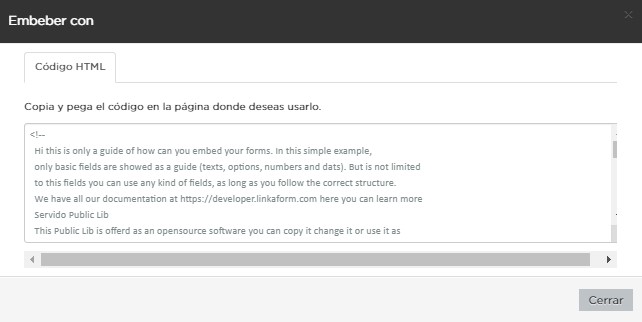 Embeber con
Código HTML
Copia y pega el código en la página donde deseas usarlo.
<!--
Hi this is only a guide of how can you embed your forms. In this simple example,
only basic fields are showed as a guide (texts, options, numbers and dats). But is not limited
to this fields you can use any kind of fields, as long as you follow the correct structure.
We have all our documentation at https://developer.linkaform.com here you can learn more
Servido Public Lib
This Public Lib is offerd as an opensource software you can copy it change it or use it as
Cerrar